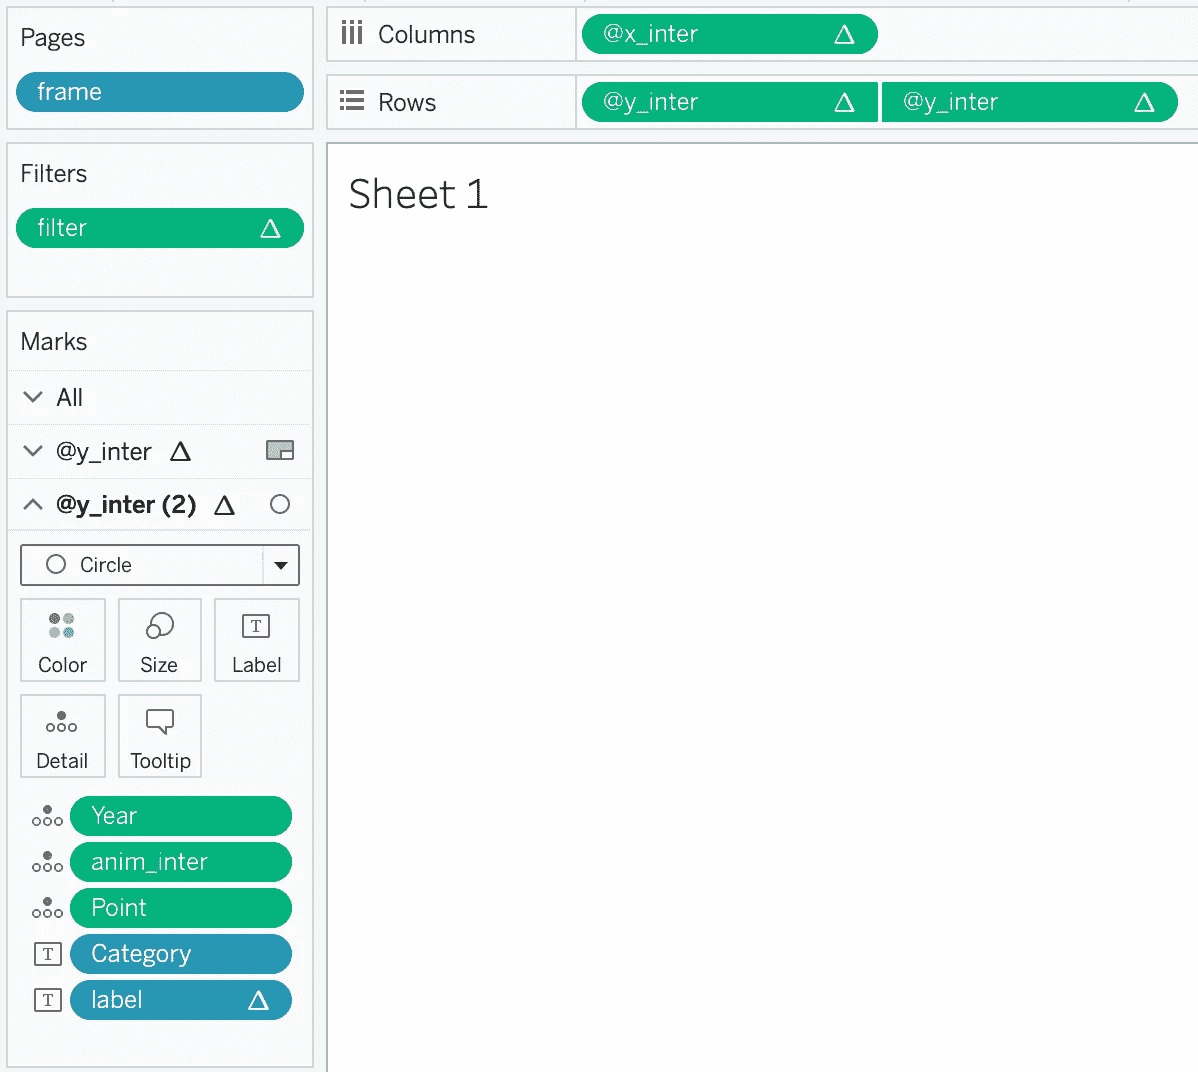 Pages
frame
Columns
@x_inter
Rows
@y_inter @y_inter
Filters
filter
Sheet 1
Marks
All
@y_inter
@y_inter (2)
Circle
Color Size T Label
Detail Tooltip
Year
anim_inter
Point
T Category
T label